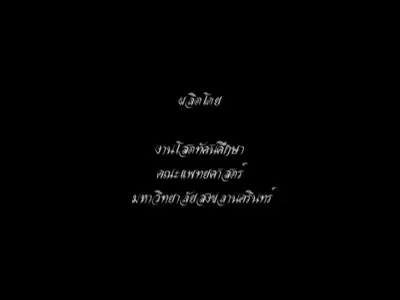 ผลิตโดย
งานโสตทัศนศึกษา
คณะแพทยศาสตร์
มหาวิทยาลัยสงขลานครินทร์